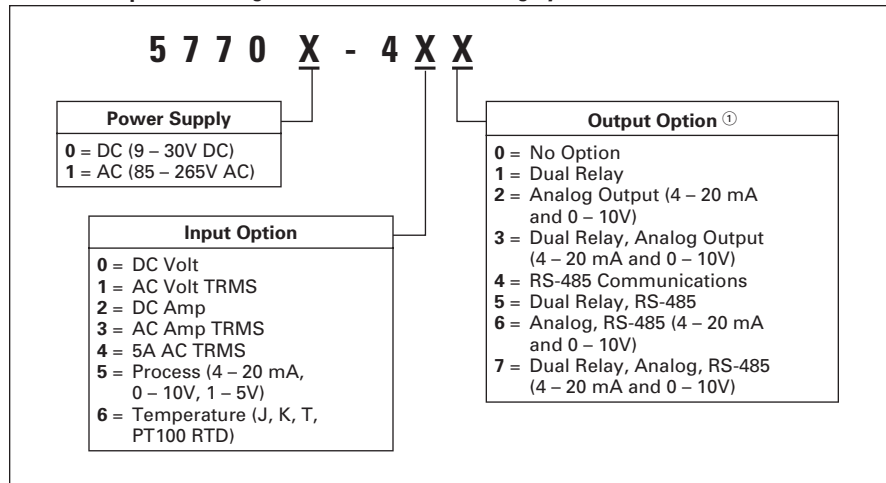 5 7 7 0 X - 4 X X
Power Supply
0 = DC (9 – 30V DC)
1 = AC (85 – 265V AC)
Input Option
0 = DC Volt
1 = AC Volt TRMS
2 = DC Amp
3 = AC Amp TRMS
4 = 5A AC TRMS
5 = Process (4 – 20 mA,
0 – 10V, 1 – 5V)
6 = Temperature (J, K, T,
PT100 RTD)
Output Option ①
0 = No Option
1 = Dual Relay
2 = Analog Output (4 – 20 mA
and 0 – 10V)
3 = Dual Relay, Analog Output
(4 – 20 mA and 0 – 10V)
4 = RS-485 Communications
5 = Dual Relay, RS-485
6 = Analog, RS-485 (4 – 20 mA
and 0 – 10V)
7 = Dual Relay, Analog, RS-485
(4 – 20 mA and 0 – 10V)